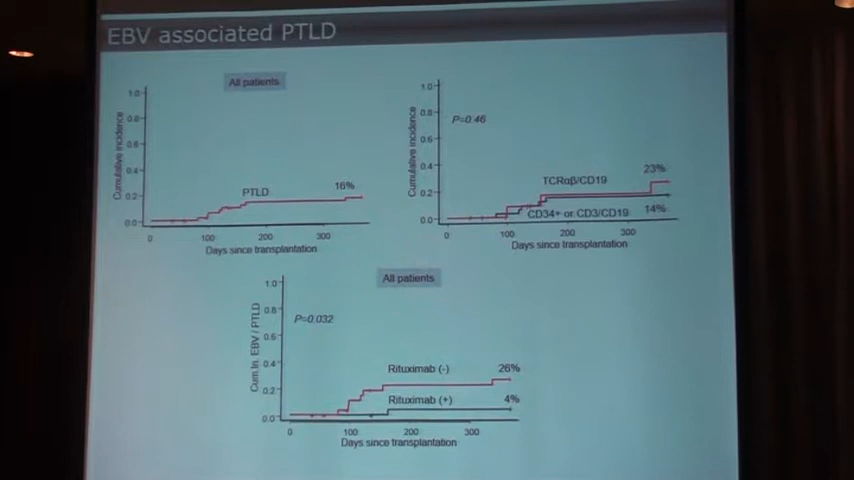 EBV associated PTLD
All patients
1.0
0.8
0.6
0.4
0.2
0.0
Cumulative incidence
PTLD
16%
0 100 200 300
Days since transplantation
1.0
0.8
0.6
0.4
0.2
0.0
Cumulative incidence
P=0.46
TCRαβ/CD19
23%
CD34+ or CD3/CD19
14%
0 100 200 300
Days since transplantation
All patients
1.0
0.8
0.6
0.4
0.2
0.0
Cum.In. EBV / PTLD
P=0.032
Rituximab (-)
26%
Rituximab (+)
4%
0 100 200 300
Days since transplantation